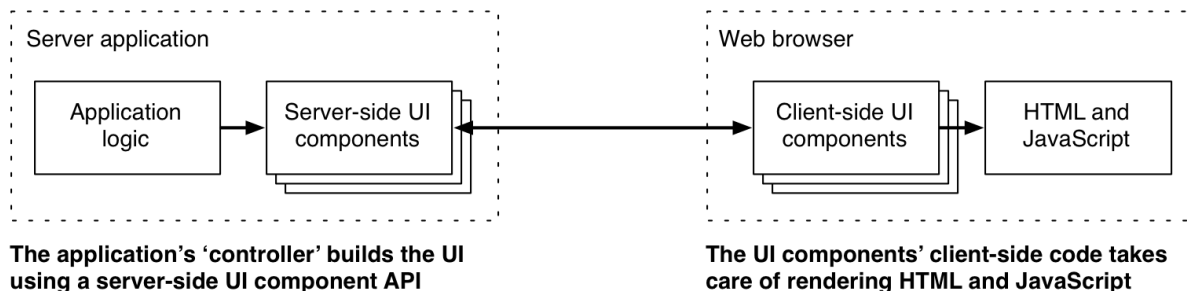 Server application
Application
logic
Server-side UI
components
The application's ‘controller’ builds the UI
using a server-side UI component API
Web browser
Client-side UI
components
HTML and
JavaScript
The UI components’ client-side code takes
care of rendering HTML and JavaScript